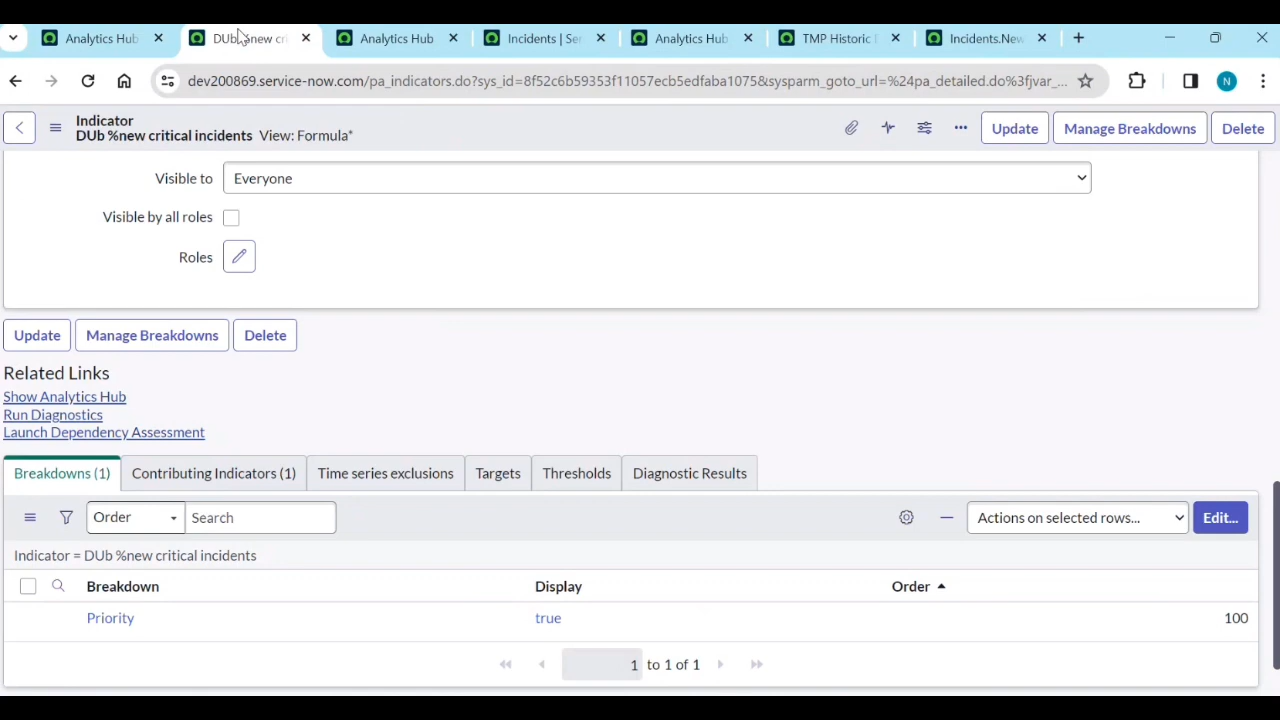 Analytics Hub
DUb %new cri
Analytics Hub
Incidents | Ser
Analytics Hub
TMP Historic
Incidents.New
dev200869.service-now.com/pa_indicators.do?sys_id=8f52c6b59353f11057ecb5edfaba1075&sysparm_goto_url=%24pa_detailed.do%3fjvar_...
N
Indicator
DUb %new critical incidents View: Formula*
Update
Manage Breakdowns
Delete
Visible to
Everyone
Visible by all roles
Roles
Update
Manage Breakdowns
Delete
Related Links
Show Analytics Hub
Run Diagnostics
Launch Dependency Assessment
Breakdowns (1)
Contributing Indicators (1)
Time series exclusions
Targets
Thresholds
Diagnostic Results
Order
Search
Actions on selected rows...
Edit...
Indicator = DUb %new critical incidents
Breakdown
Display
Order
Priority
true
100
1 to 1 of 1